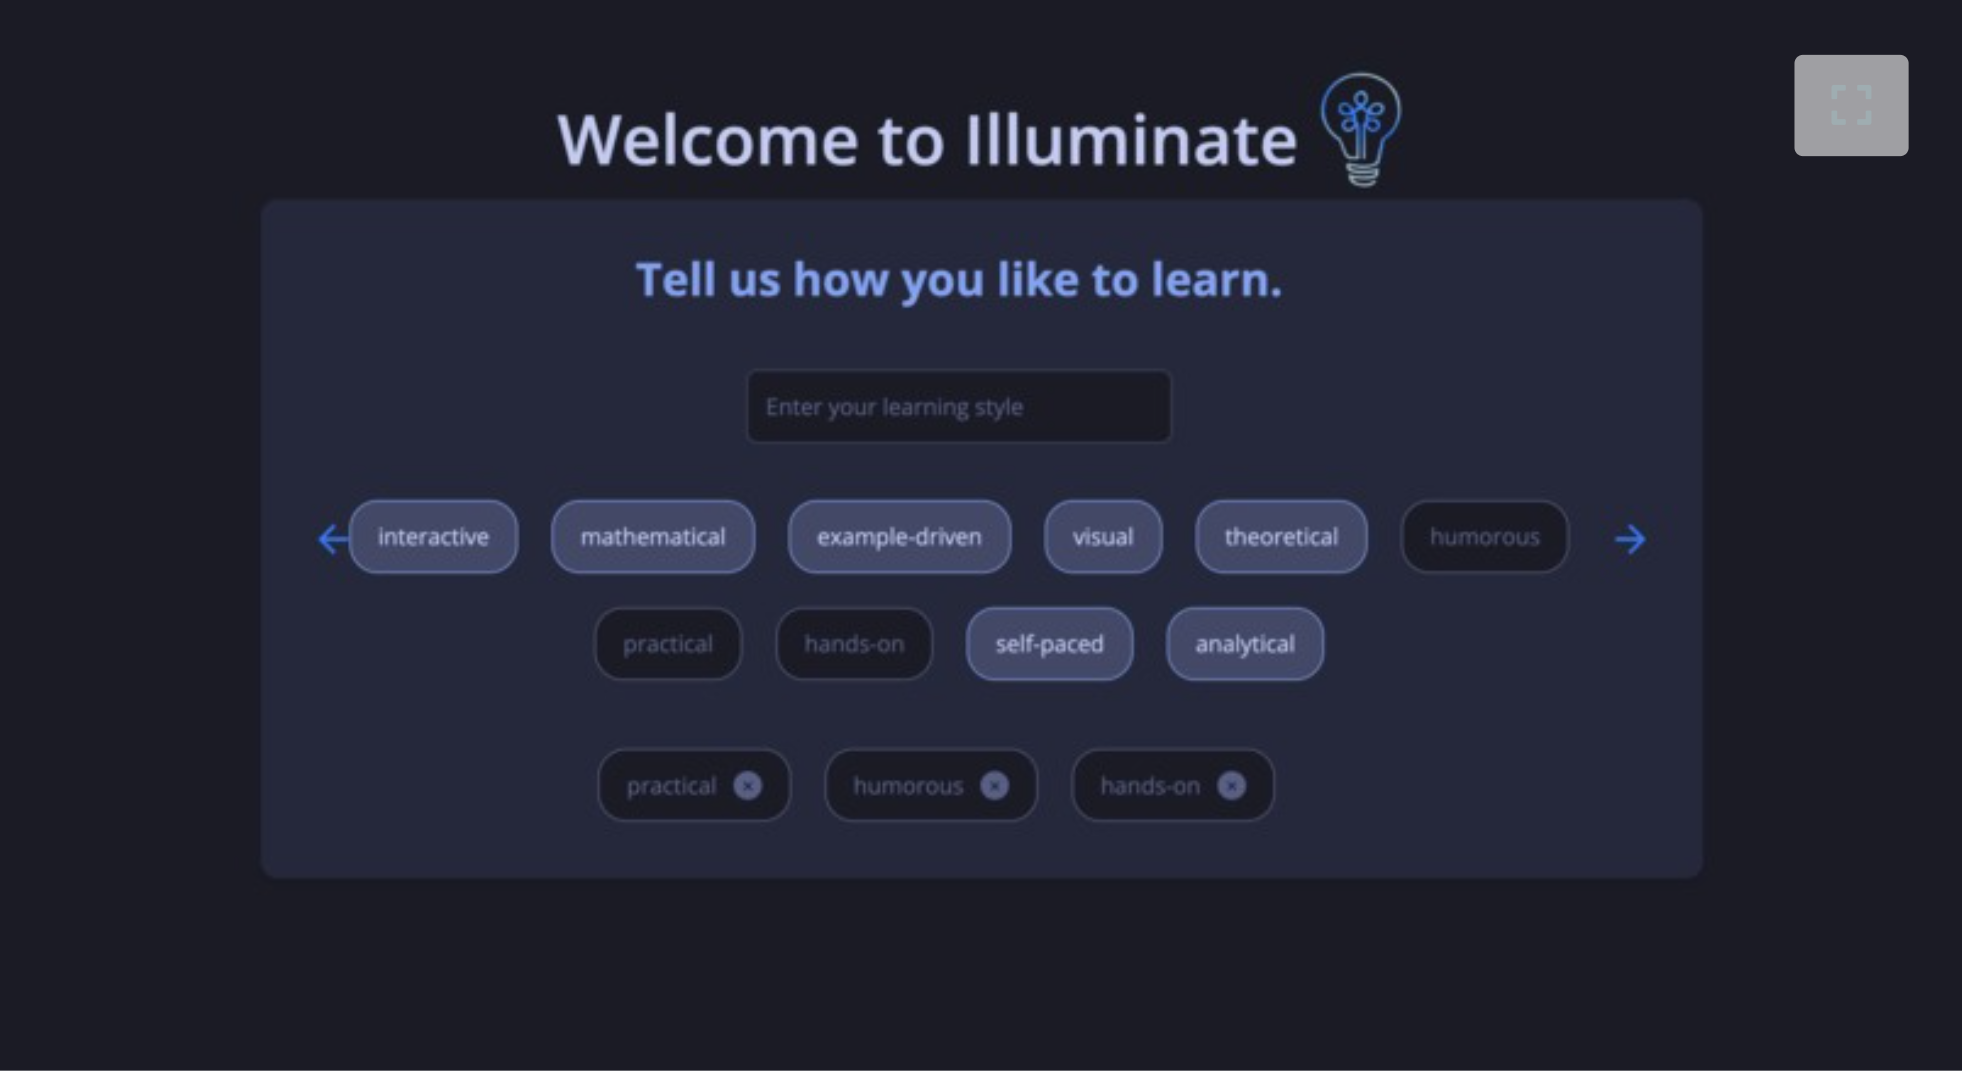 Welcome to Illuminate
Tell us how you like to learn.
Enter your learning style
interactive mathematical example-driven visual theoretical humorous
practical hands-on self-paced analytical
practical humorous hands-on